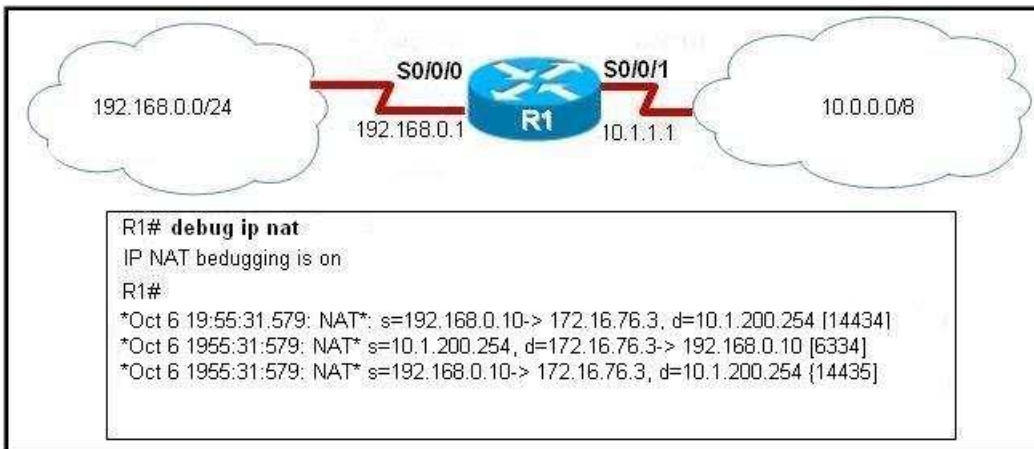 S0/0/0
S0/0/1
192.168.0.0/24
R1
10.0.0.0/8
192.168.0.1
10.1.1.1
R1# debug ip nat
IP NAT bedugging is on
R1#
*Oct 6 19:55:31.579: NAT*: s=192.168.0.10-> 172.16.76.3, d=10.1.200.254 [14434]
*Oct 6 1955:31:579: NAT* s=10.1.200.254, d=172.16.76.3-> 192.168.0.10 [6334]
*Oct 6 1955:31:579: NAT* s=192.168.0.10-> 172.16.76.3, d=10.1.200.254 {14435]